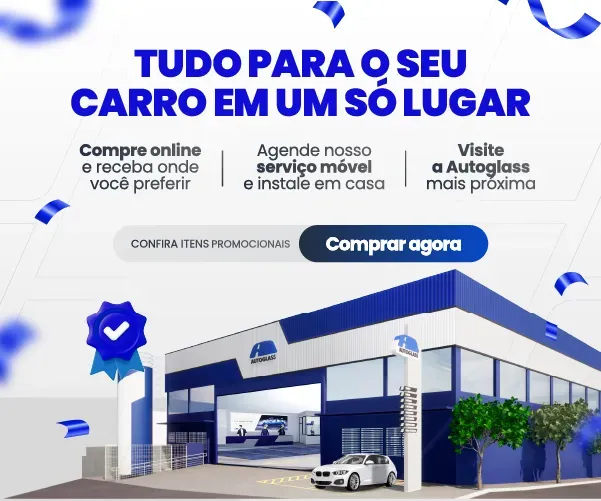 TUDO PARA O SEU
CARRO EM UM SÓ LUGAR
Compre online
e receba onde
você preferir
Agende nosso
serviço móvel
e instale em casa
Visite
a Autoglass
mais próxima
CONFIRA ITENS PROMOCIONAIS
Comprar agora
AUTOGLASS
AUTOGLASS